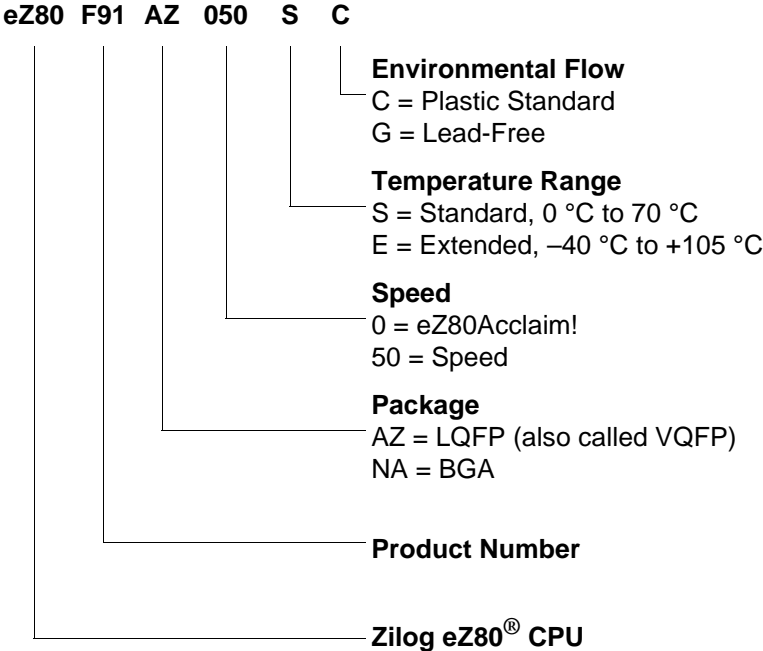 eZ80 F91 AZ 050 S C
Environmental Flow
C = Plastic Standard
G = Lead-Free
Temperature Range
S = Standard, 0 °C to 70 °C
E = Extended, –40 °C to +105 °C
Speed
0 = eZ80Acclaim!
50 = Speed
Package
AZ = LQFP (also called VQFP)
NA = BGA
Product Number
Zilog eZ80® CPU